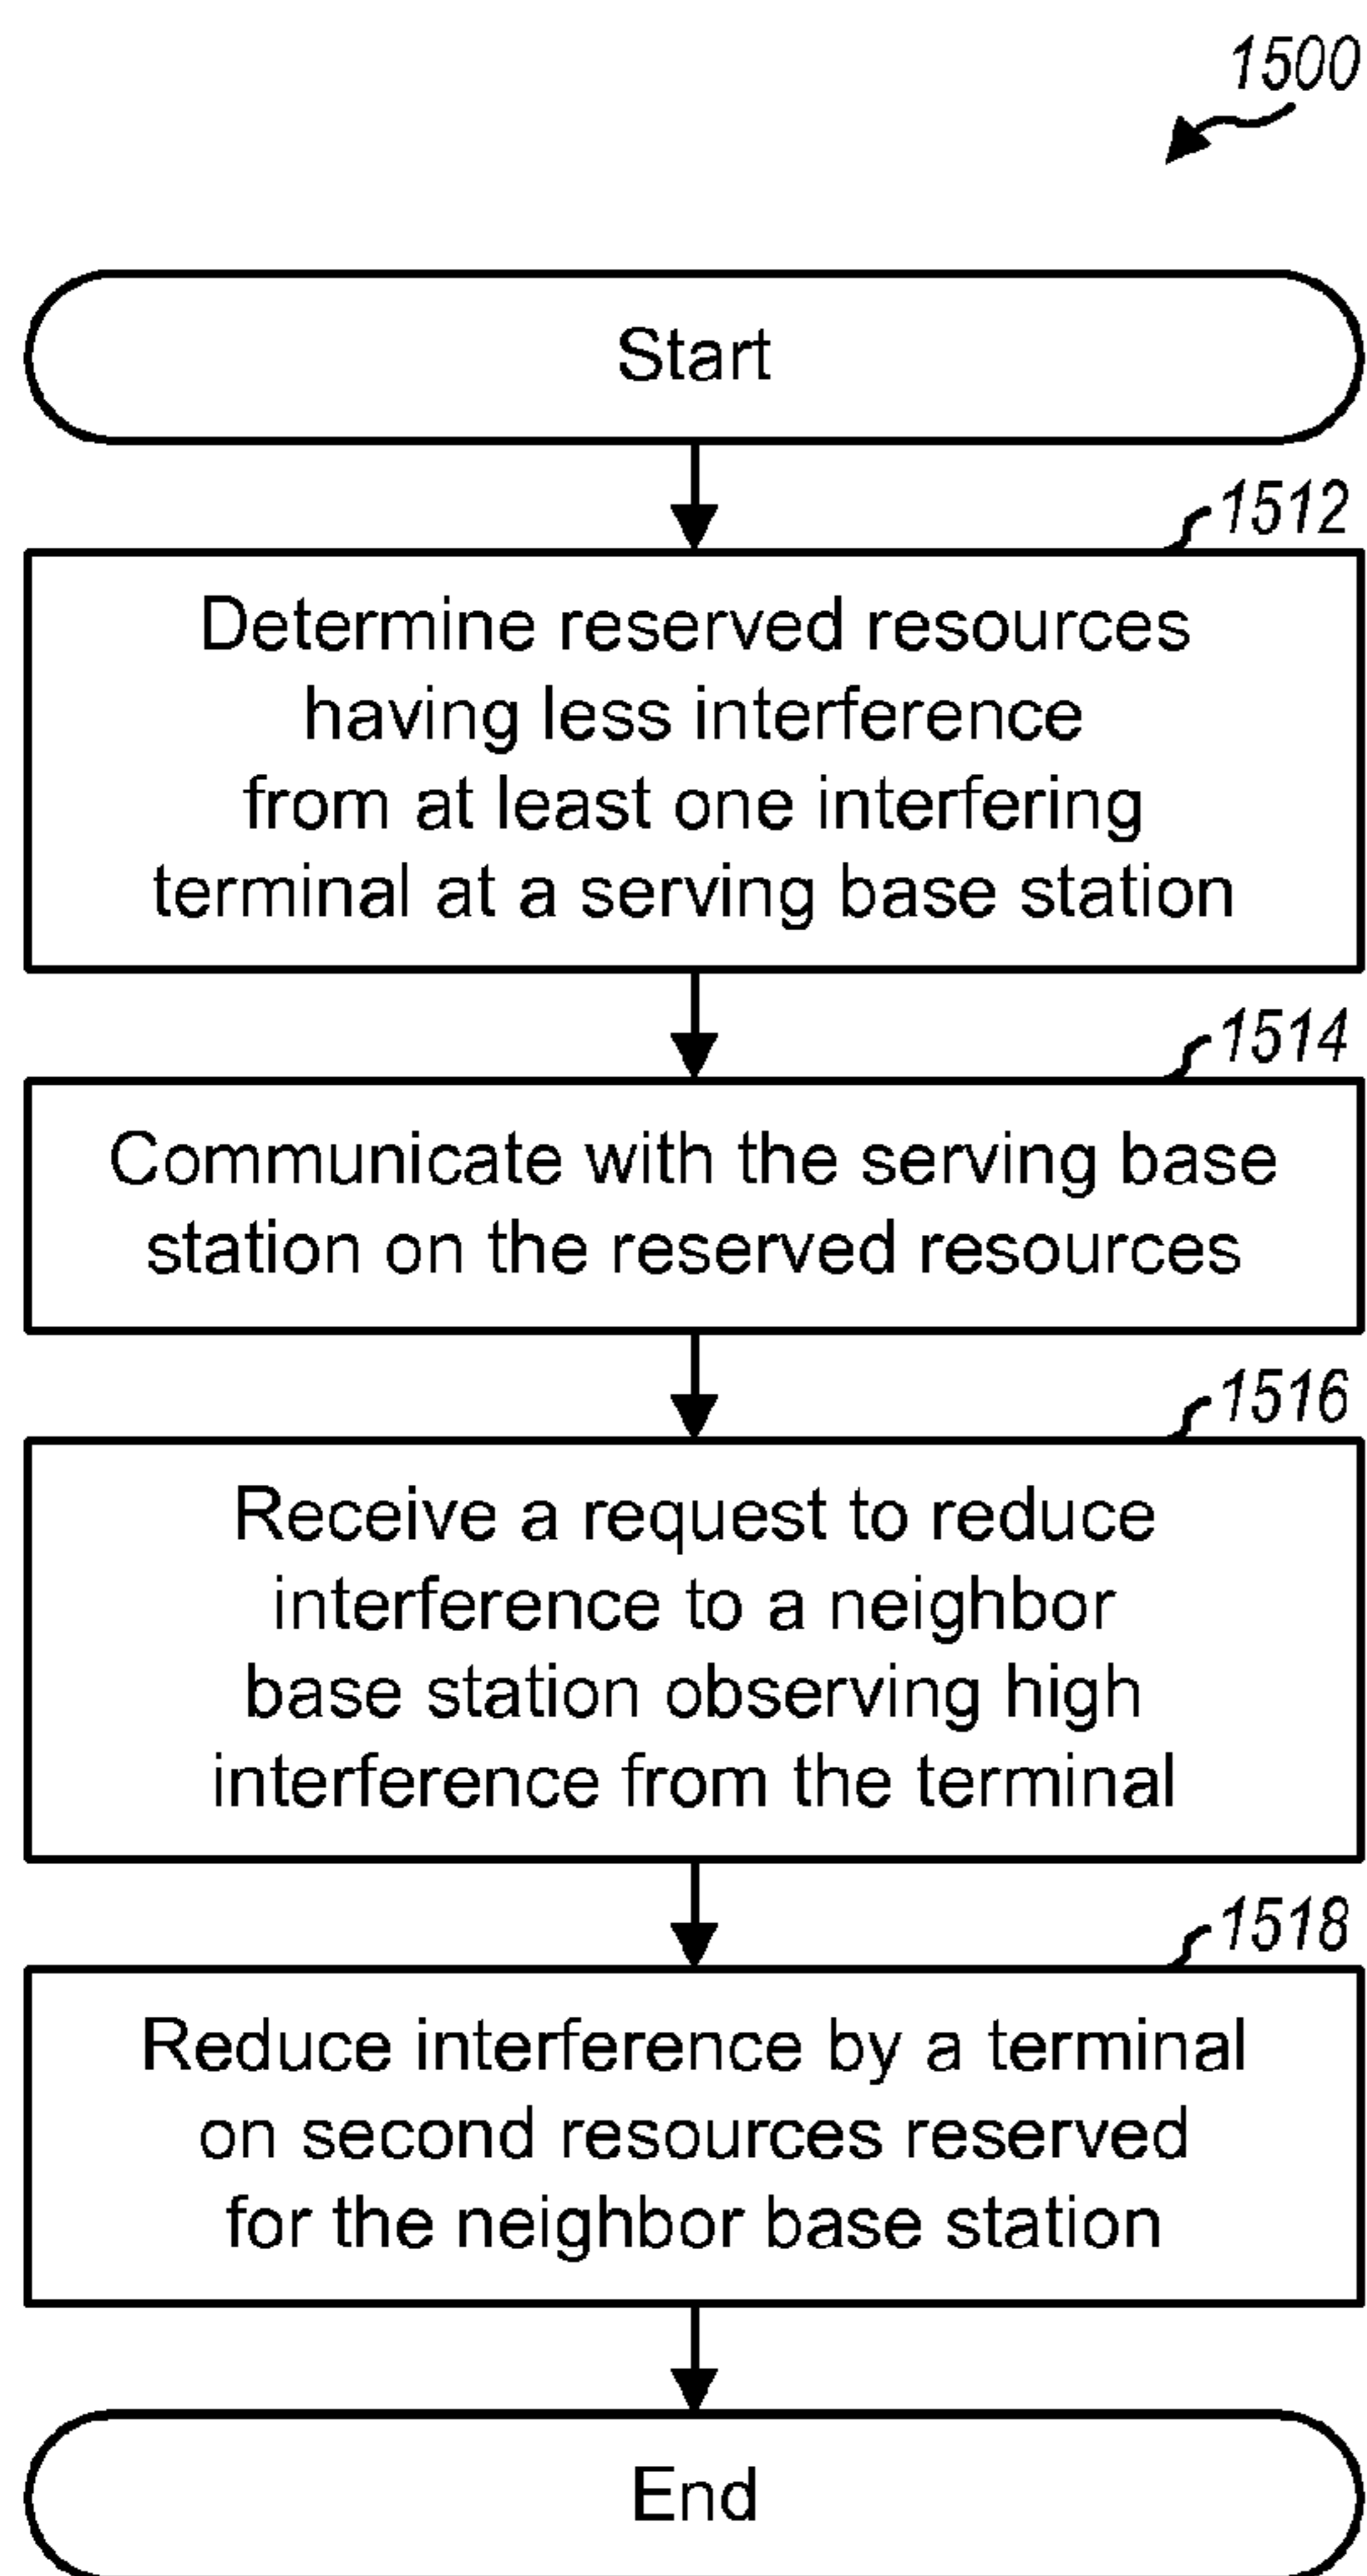 1500
Start
1512
Determine reserved resources
having less interference
from at least one interfering
terminal at a serving base station
1514
Communicate with the serving base
station on the reserved resources
1516
Receive a request to reduce
interference to a neighbor
base station observing high
interference from the terminal
1518
Reduce interference by a terminal
on second resources reserved
for the neighbor base station
End